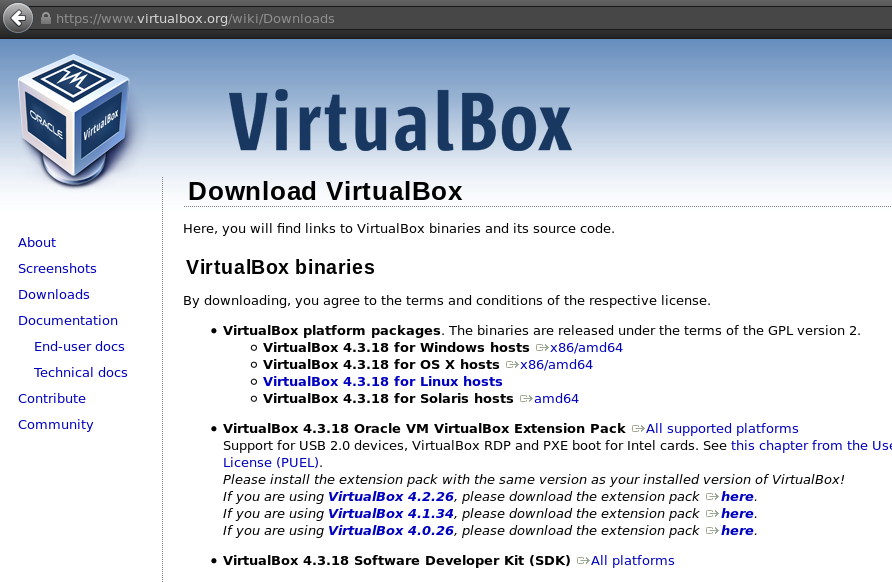 https://www.virtualbox.org/wiki/Downloads
ORACLE
VirtualBox
VirtualBox
Download VirtualBox
Here, you will find links to VirtualBox binaries and its source code.
About
Screenshots
Downloads
Documentation
End-user docs
Technical docs
Contribute
Community
VirtualBox binaries
By downloading, you agree to the terms and conditions of the respective license.
• VirtualBox platform packages. The binaries are released under the terms of the GPL version 2.
VirtualBox 4.3.18 for Windows hosts x86/amd64
VirtualBox 4.3.18 for OS X hosts x86/amd64
VirtualBox 4.3.18 for Linux hosts
VirtualBox 4.3.18 for Solaris hosts amd64
• VirtualBox 4.3.18 Oracle VM VirtualBox Extension Pack All supported platforms
Support for USB 2.0 devices, VirtualBox RDP and PXE boot for Intel cards. See this chapter from the Use
License (PUEL).
Please install the extension pack with the same version as your installed version of VirtualBox!
If you are using VirtualBox 4.2.26, please download the extension pack here.
If you are using VirtualBox 4.1.34, please download the extension pack here.
If you are using VirtualBox 4.0.26, please download the extension pack here.
• VirtualBox 4.3.18 Software Developer Kit (SDK) All platforms